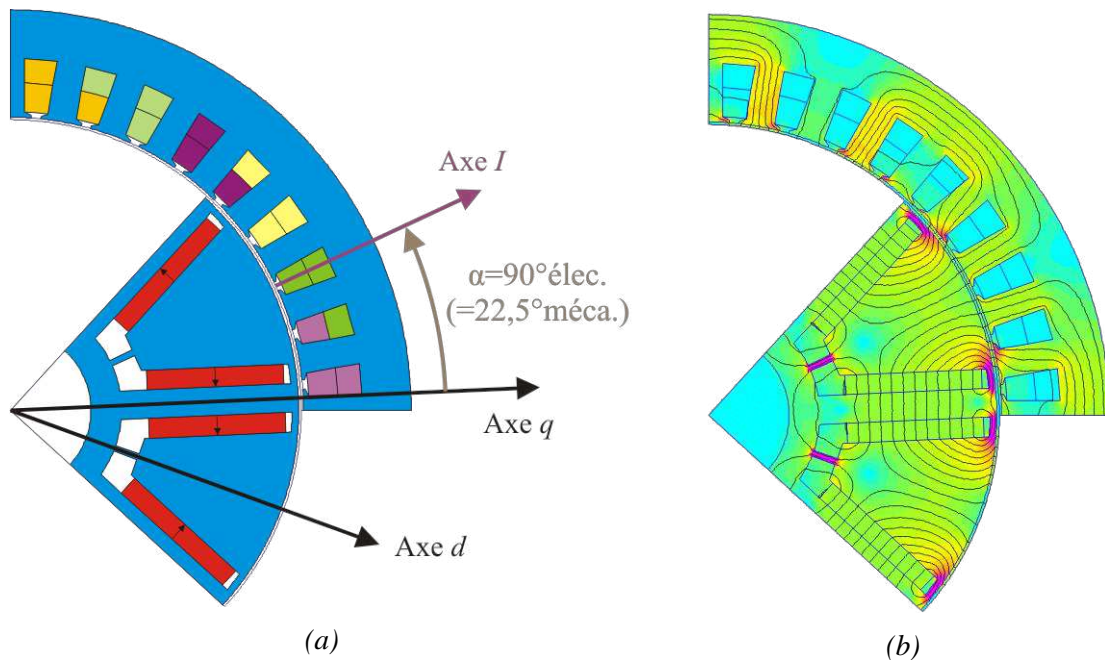 Axe I
α=90°élec.
(=22,5°méca.)
Axe q
Axe d
(a)
(b)